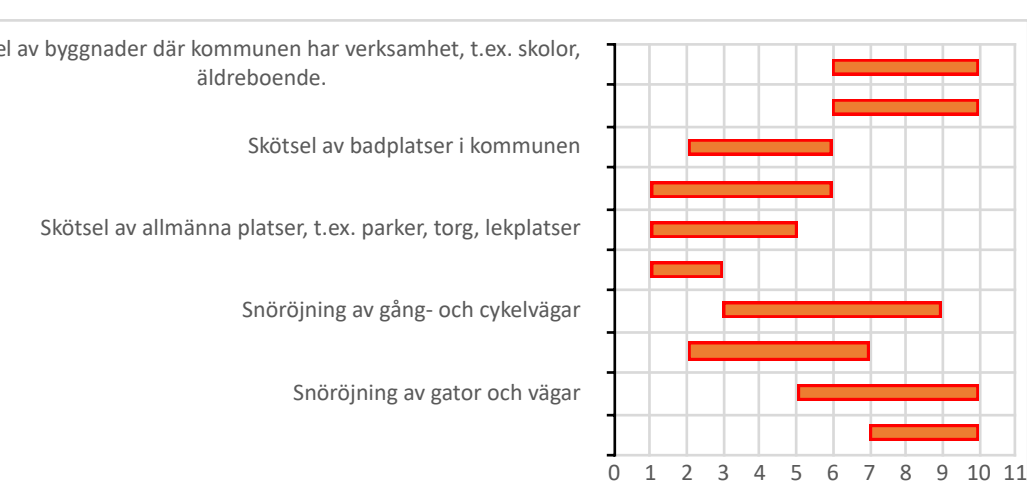 av byggnader där kommunen har verksamhet, t.ex. skolor,
äldreboende.
Skötsel av badplatser i kommunen
Skötsel av allmänna platser, t.ex. parker, torg, lekplatser
Snöröjning av gång- och cykelvägar
Snöröjning av gator och vägar
0 1 2 3 4 5 6 7 8 9 10 11